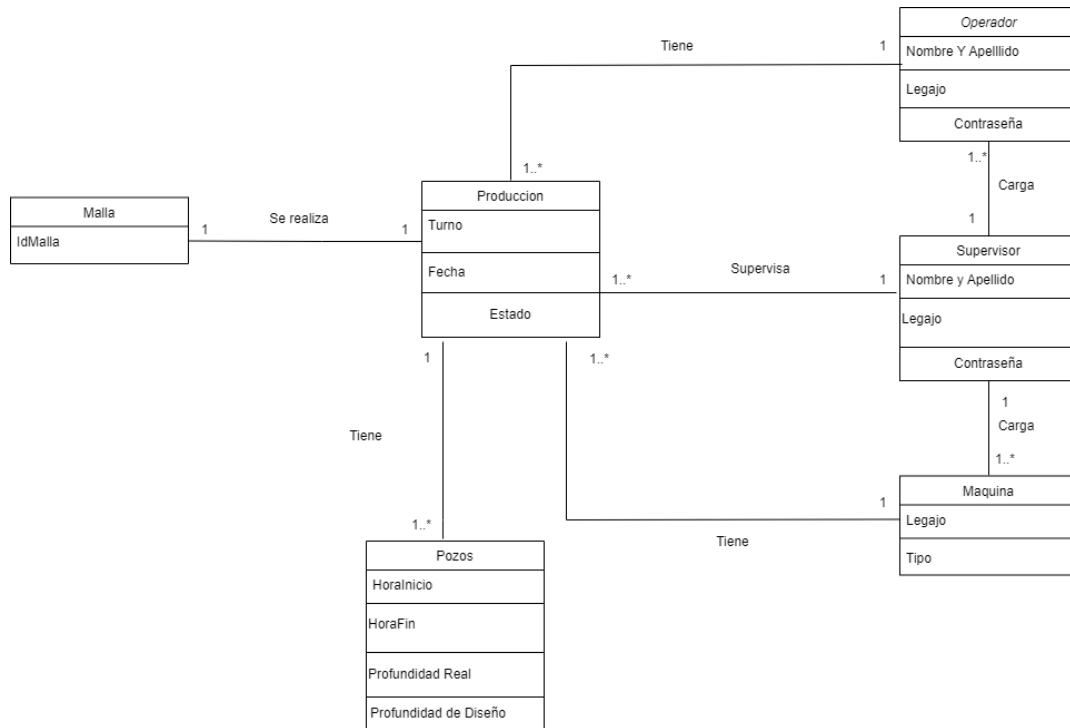 Operador
Nombre Y Apelllido
Legajo
Contraseña
Tiene
1
1..*
1..*
Carga
1
Malla
IdMalla
1
Se realiza
1
Produccion
Turno
Fecha
Estado
1..*
Supervisa
1
Supervisor
Nombre y Apellido
Legajo
Contraseña
1
Tiene
1..*
1..*
Tiene
1
1
Carga
1..*
Maquina
Legajo
Tipo
Pozos
HoraInicio
HoraFin
Profundidad Real
Profundidad de Diseño